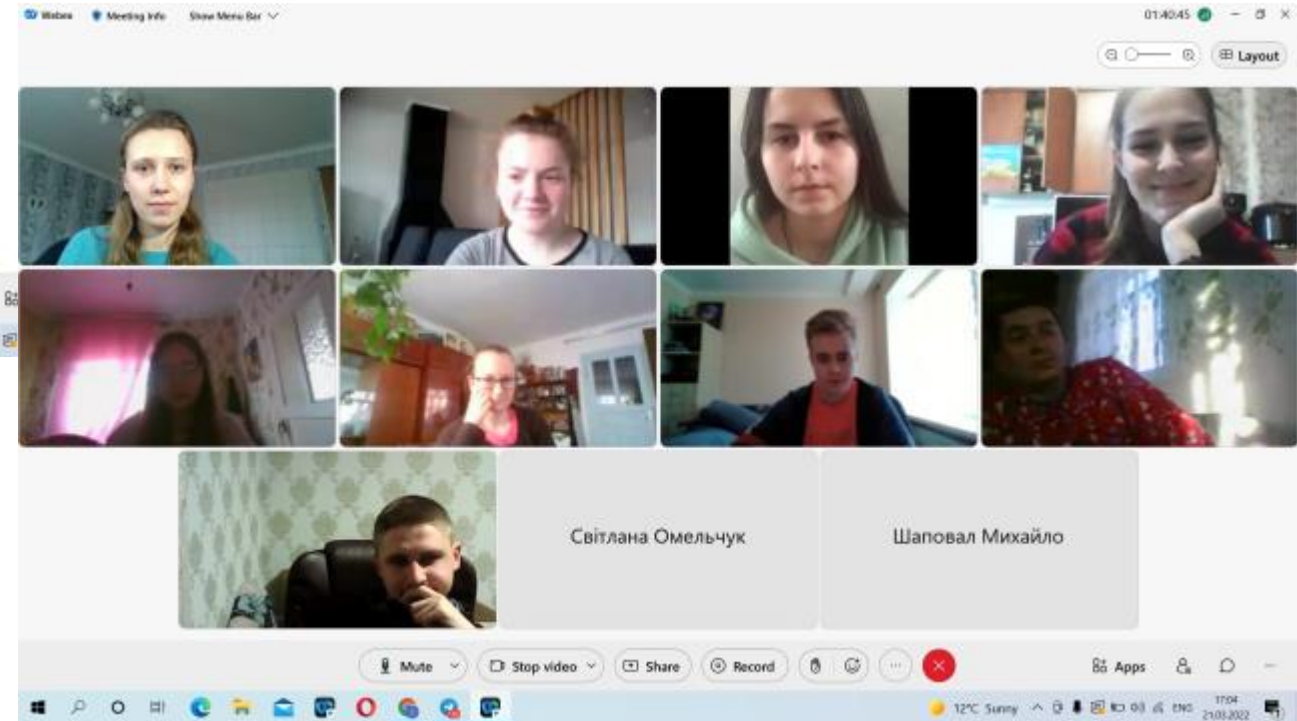 Webex
Meeting Info
Show Menu Bar
01:40:45
Layout
Світлана Омельчук
Шаповал Михайло
Mute
Stop video
Share
Record
Apps
12°C Sunny
ENG
17:04
21.03.2022